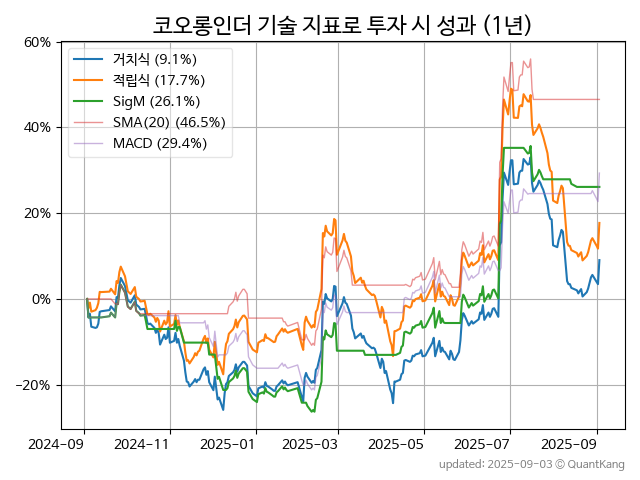 코오롱인더 기술 지표로 투자 시 성과 (1년)
60%
40%
20%
0%
−20%
거치식 (9.1%)
적립식 (17.7%)
SigM (26.1%)
SMA(20) (46.5%)
MACD (29.4%)
2024-09 2024-11 2025-01 2025-03 2025-05 2025-07 2025-09
updated: 2025-09-03 ⓒ QuantKang